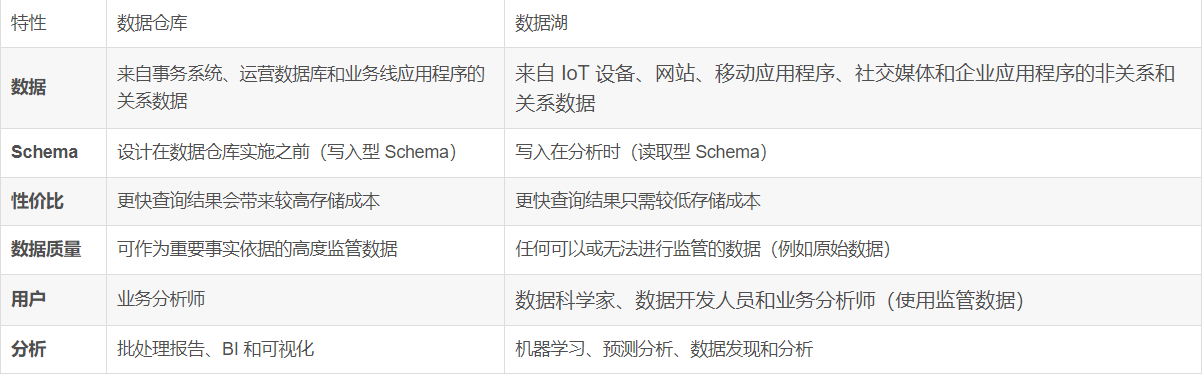 特性 数据仓库 数据湖
数据 来自事务系统、运营数据库和业务线应用程序的
关系数据
来自 IoT 设备、网站、移动应用程序、社交媒体和企业应用程序的非关系和
关系数据
Schema 设计在数据仓库实施之前（写入型 Schema） 写入在分析时（读取型 Schema）
性价比 更快查询结果会带来较高存储成本 更快查询结果只需较低存储成本
数据质量 可作为重要事实依据的高度监管数据 任何可以或无法进行监管的数据（例如原始数据）
用户 业务分析师 数据科学家、数据开发人员和业务分析师（使用监管数据）
分析 批处理报告、BI 和可视化 机器学习、预测分析、数据发现和分析